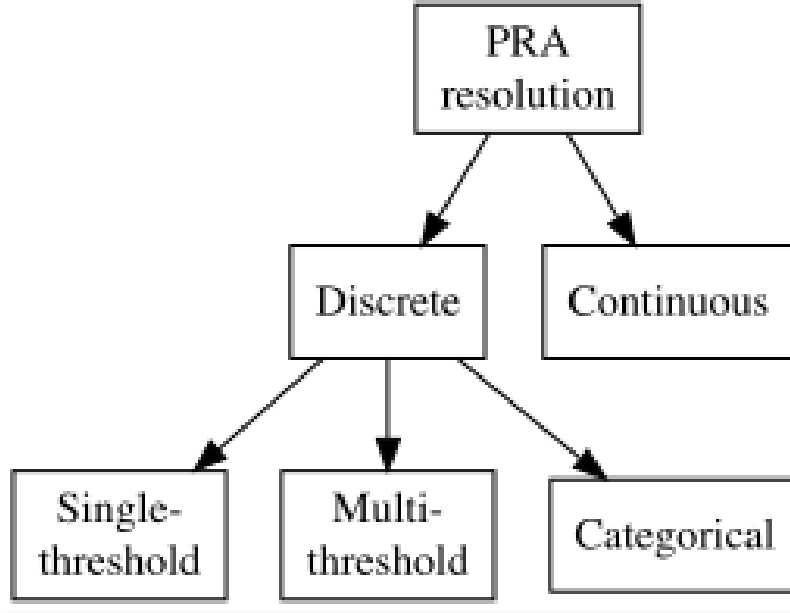 PRA
resolution
Discrete
Continuous
Single-
threshold
Multi-
threshold
Categorical